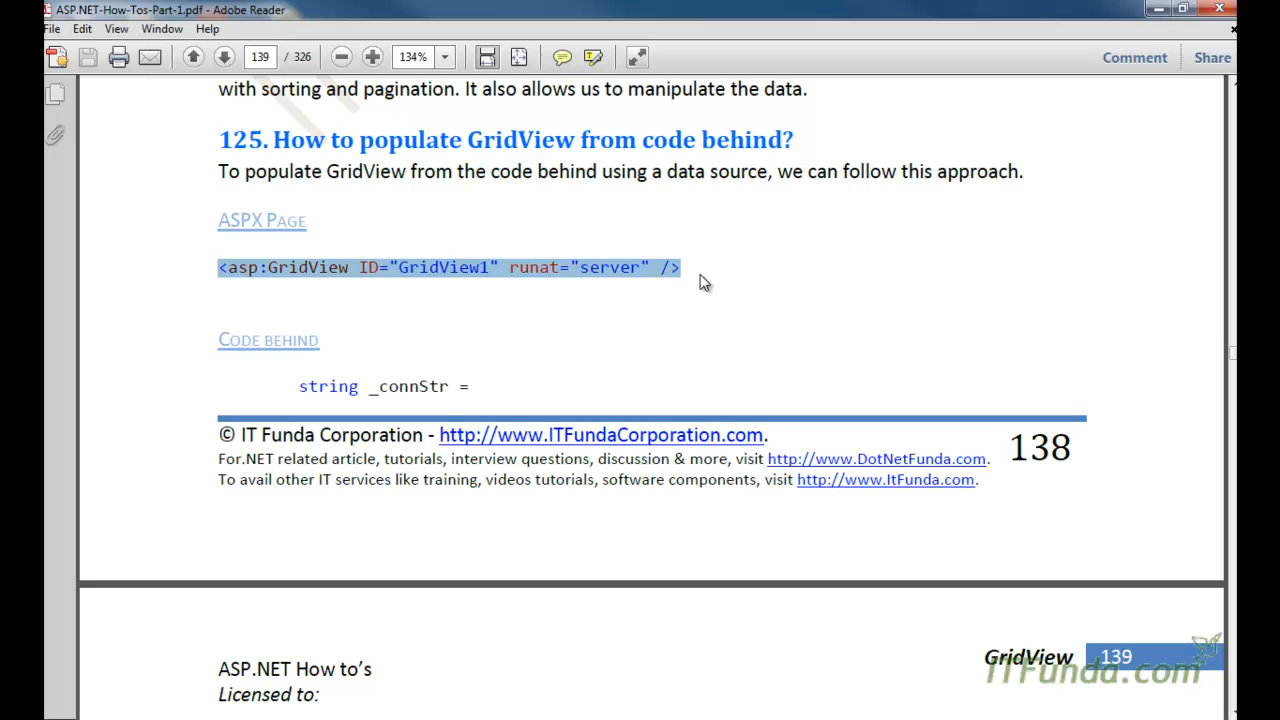 ASP.NET-How-Tos-Part-1.pdf - Adobe Reader
File Edit View Window Help
139 / 326 134% Comment Share
with sorting and pagination. It also allows us to manipulate the data.
125. How to populate GridView from code behind?
To populate GridView from the code behind using a data source, we can follow this approach.
ASPX PAGE
<asp:GridView ID="GridView1" runat="server" />
CODE BEHIND
string _connStr =
© IT Funda Corporation - http://www.ITFundaCorporation.com.
For.NET related article, tutorials, interview questions, discussion & more, visit http://www.DotNetFunda.com.
To avail other IT services like training, videos tutorials, software components, visit http://www.ItFunda.com.
138
GridView 139
ITFunda.com
ASP.NET How to's
Licensed to: